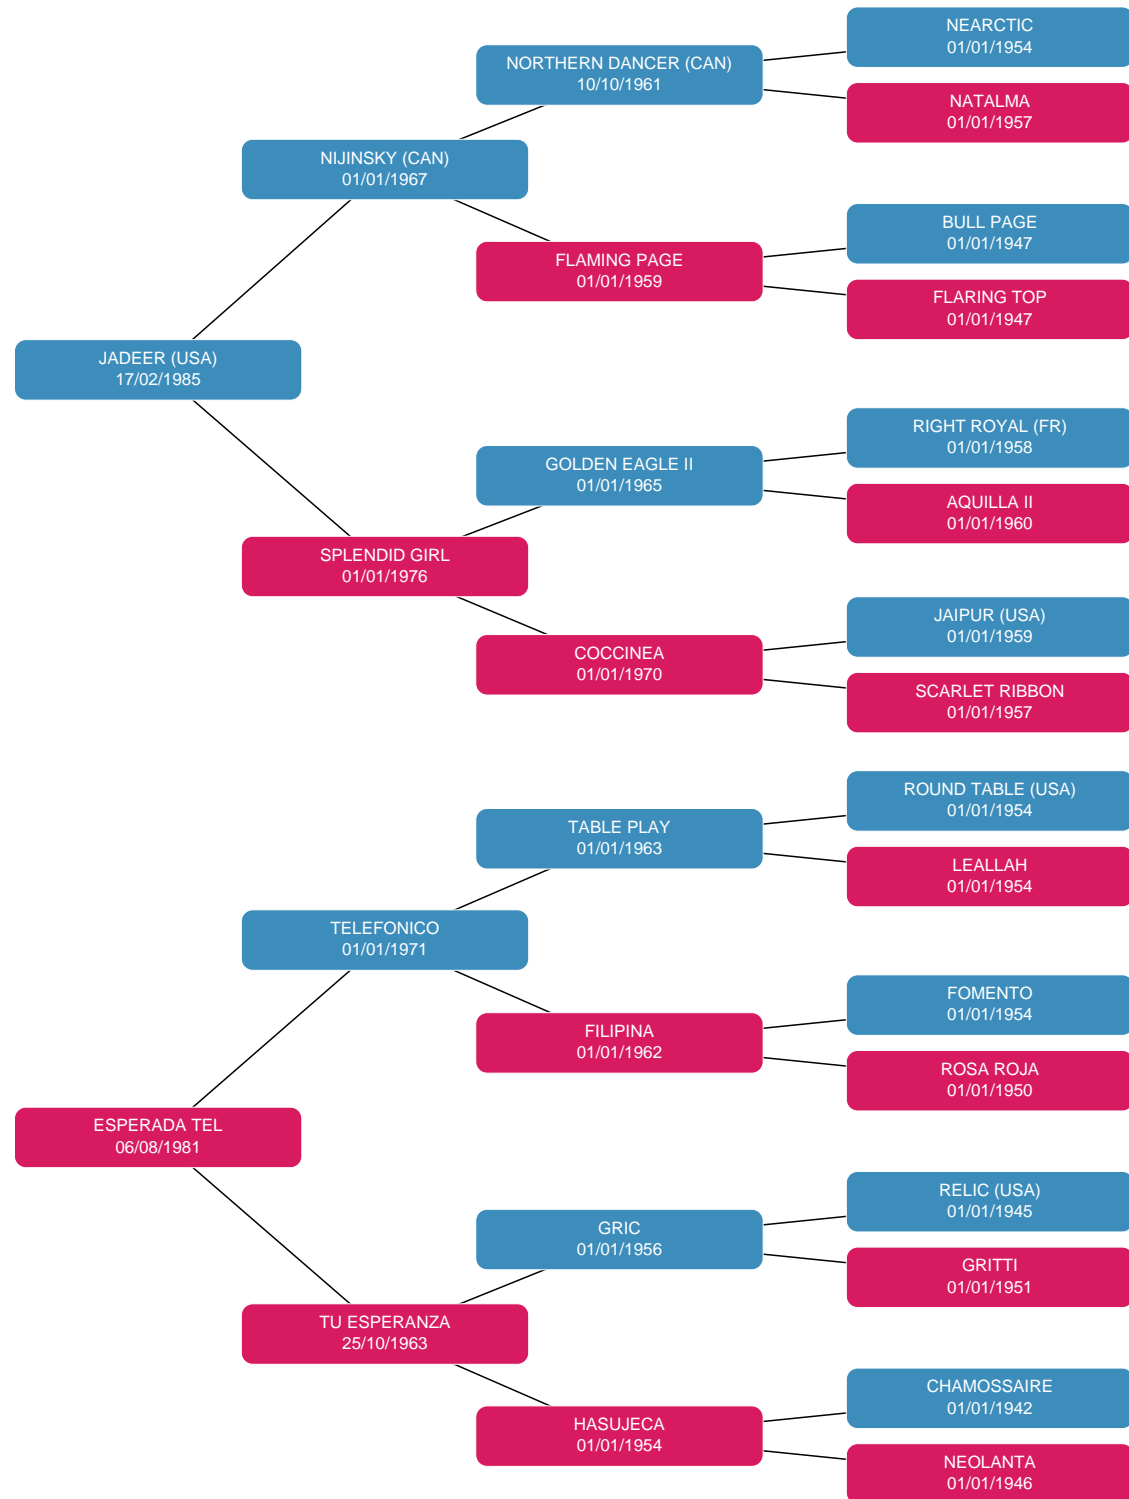 NEARCTIC
01/01/1954
NORTHERN DANCER (CAN)
10/10/1961
NATALMA
01/01/1957
NIJINSKY (CAN)
01/01/1967
BULL PAGE
01/01/1947
FLAMING PAGE
01/01/1959
FLARING TOP
01/01/1947
JADEER (USA)
17/02/1985
RIGHT ROYAL (FR)
01/01/1958
GOLDEN EAGLE II
01/01/1965
AQUILLA II
01/01/1960
SPLENDID GIRL
01/01/1976
JAIPUR (USA)
01/01/1959
COCCINEA
01/01/1970
SCARLET RIBBON
01/01/1957
ROUND TABLE (USA)
01/01/1954
TABLE PLAY
01/01/1963
LEALLAH
01/01/1954
TELEFONICO
01/01/1971
FOMENTO
01/01/1954
FILIPINA
01/01/1962
ROSA ROJA
01/01/1950
ESPERADA TEL
06/08/1981
RELIC (USA)
01/01/1945
GRIC
01/01/1956
GRITTI
01/01/1951
TU ESPERANZA
25/10/1963
CHAMOSSAIRE
01/01/1942
HASUJECA
01/01/1954
NEOLANTA
01/01/1946